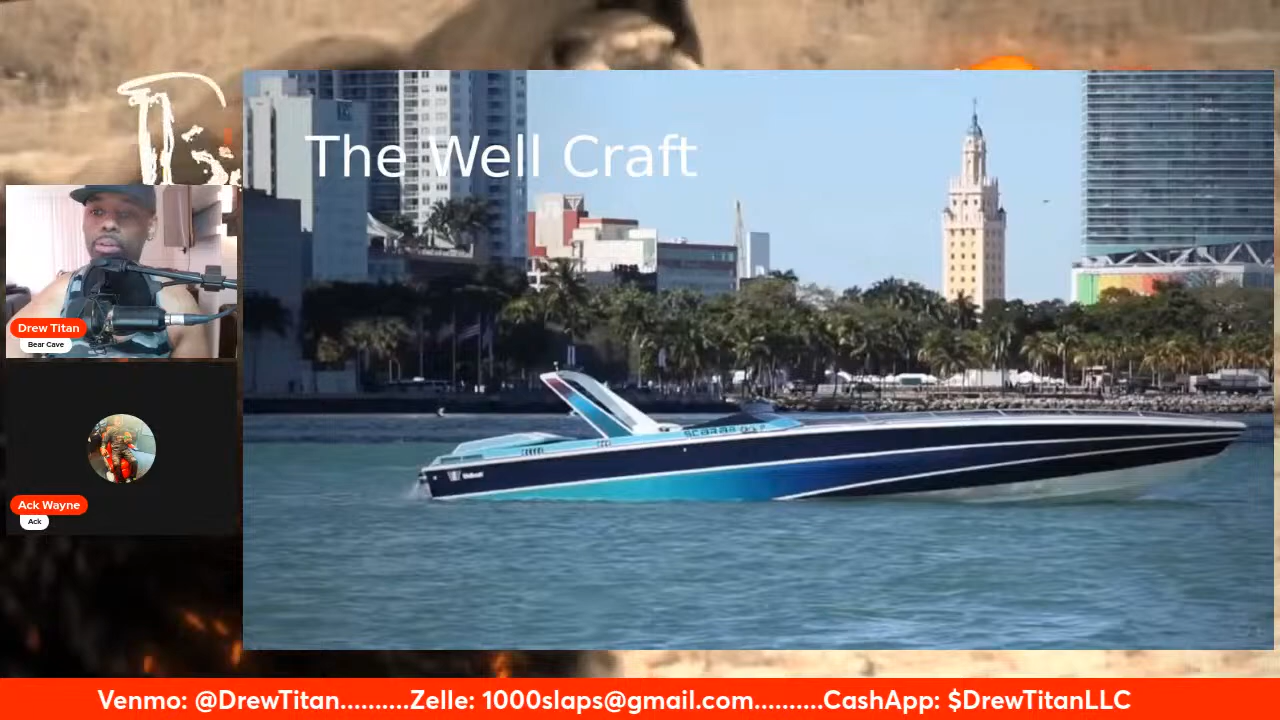 The Well Craft
Drew Titan
Bear Cave
Ack Wayne
Ack
Venmo: @DrewTitan..........Zelle: 1000slaps@gmail.com..........CashApp: $DrewTitanLLC